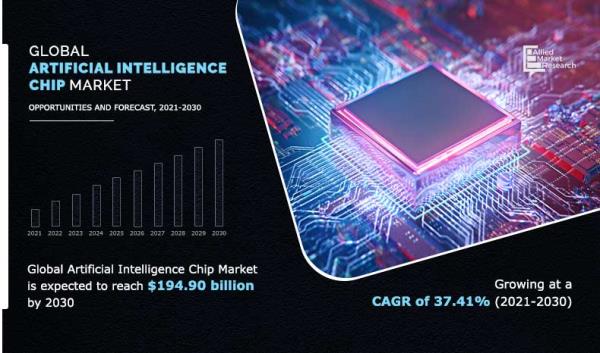 GLOBAL
ARTIFICIAL INTELLIGENCE
CHIP MARKET
OPPORTUNITIES AND FORECAST, 2021-2030
Allied
Market
Research
2021 2022 2023 2024 2025 2026 2027 2028 2029 2030
Global Artificial Intelligence Chip Market
is expected to reach $194.90 billion
by 2030
Growing at a
CAGR of 37.41% (2021-2030)